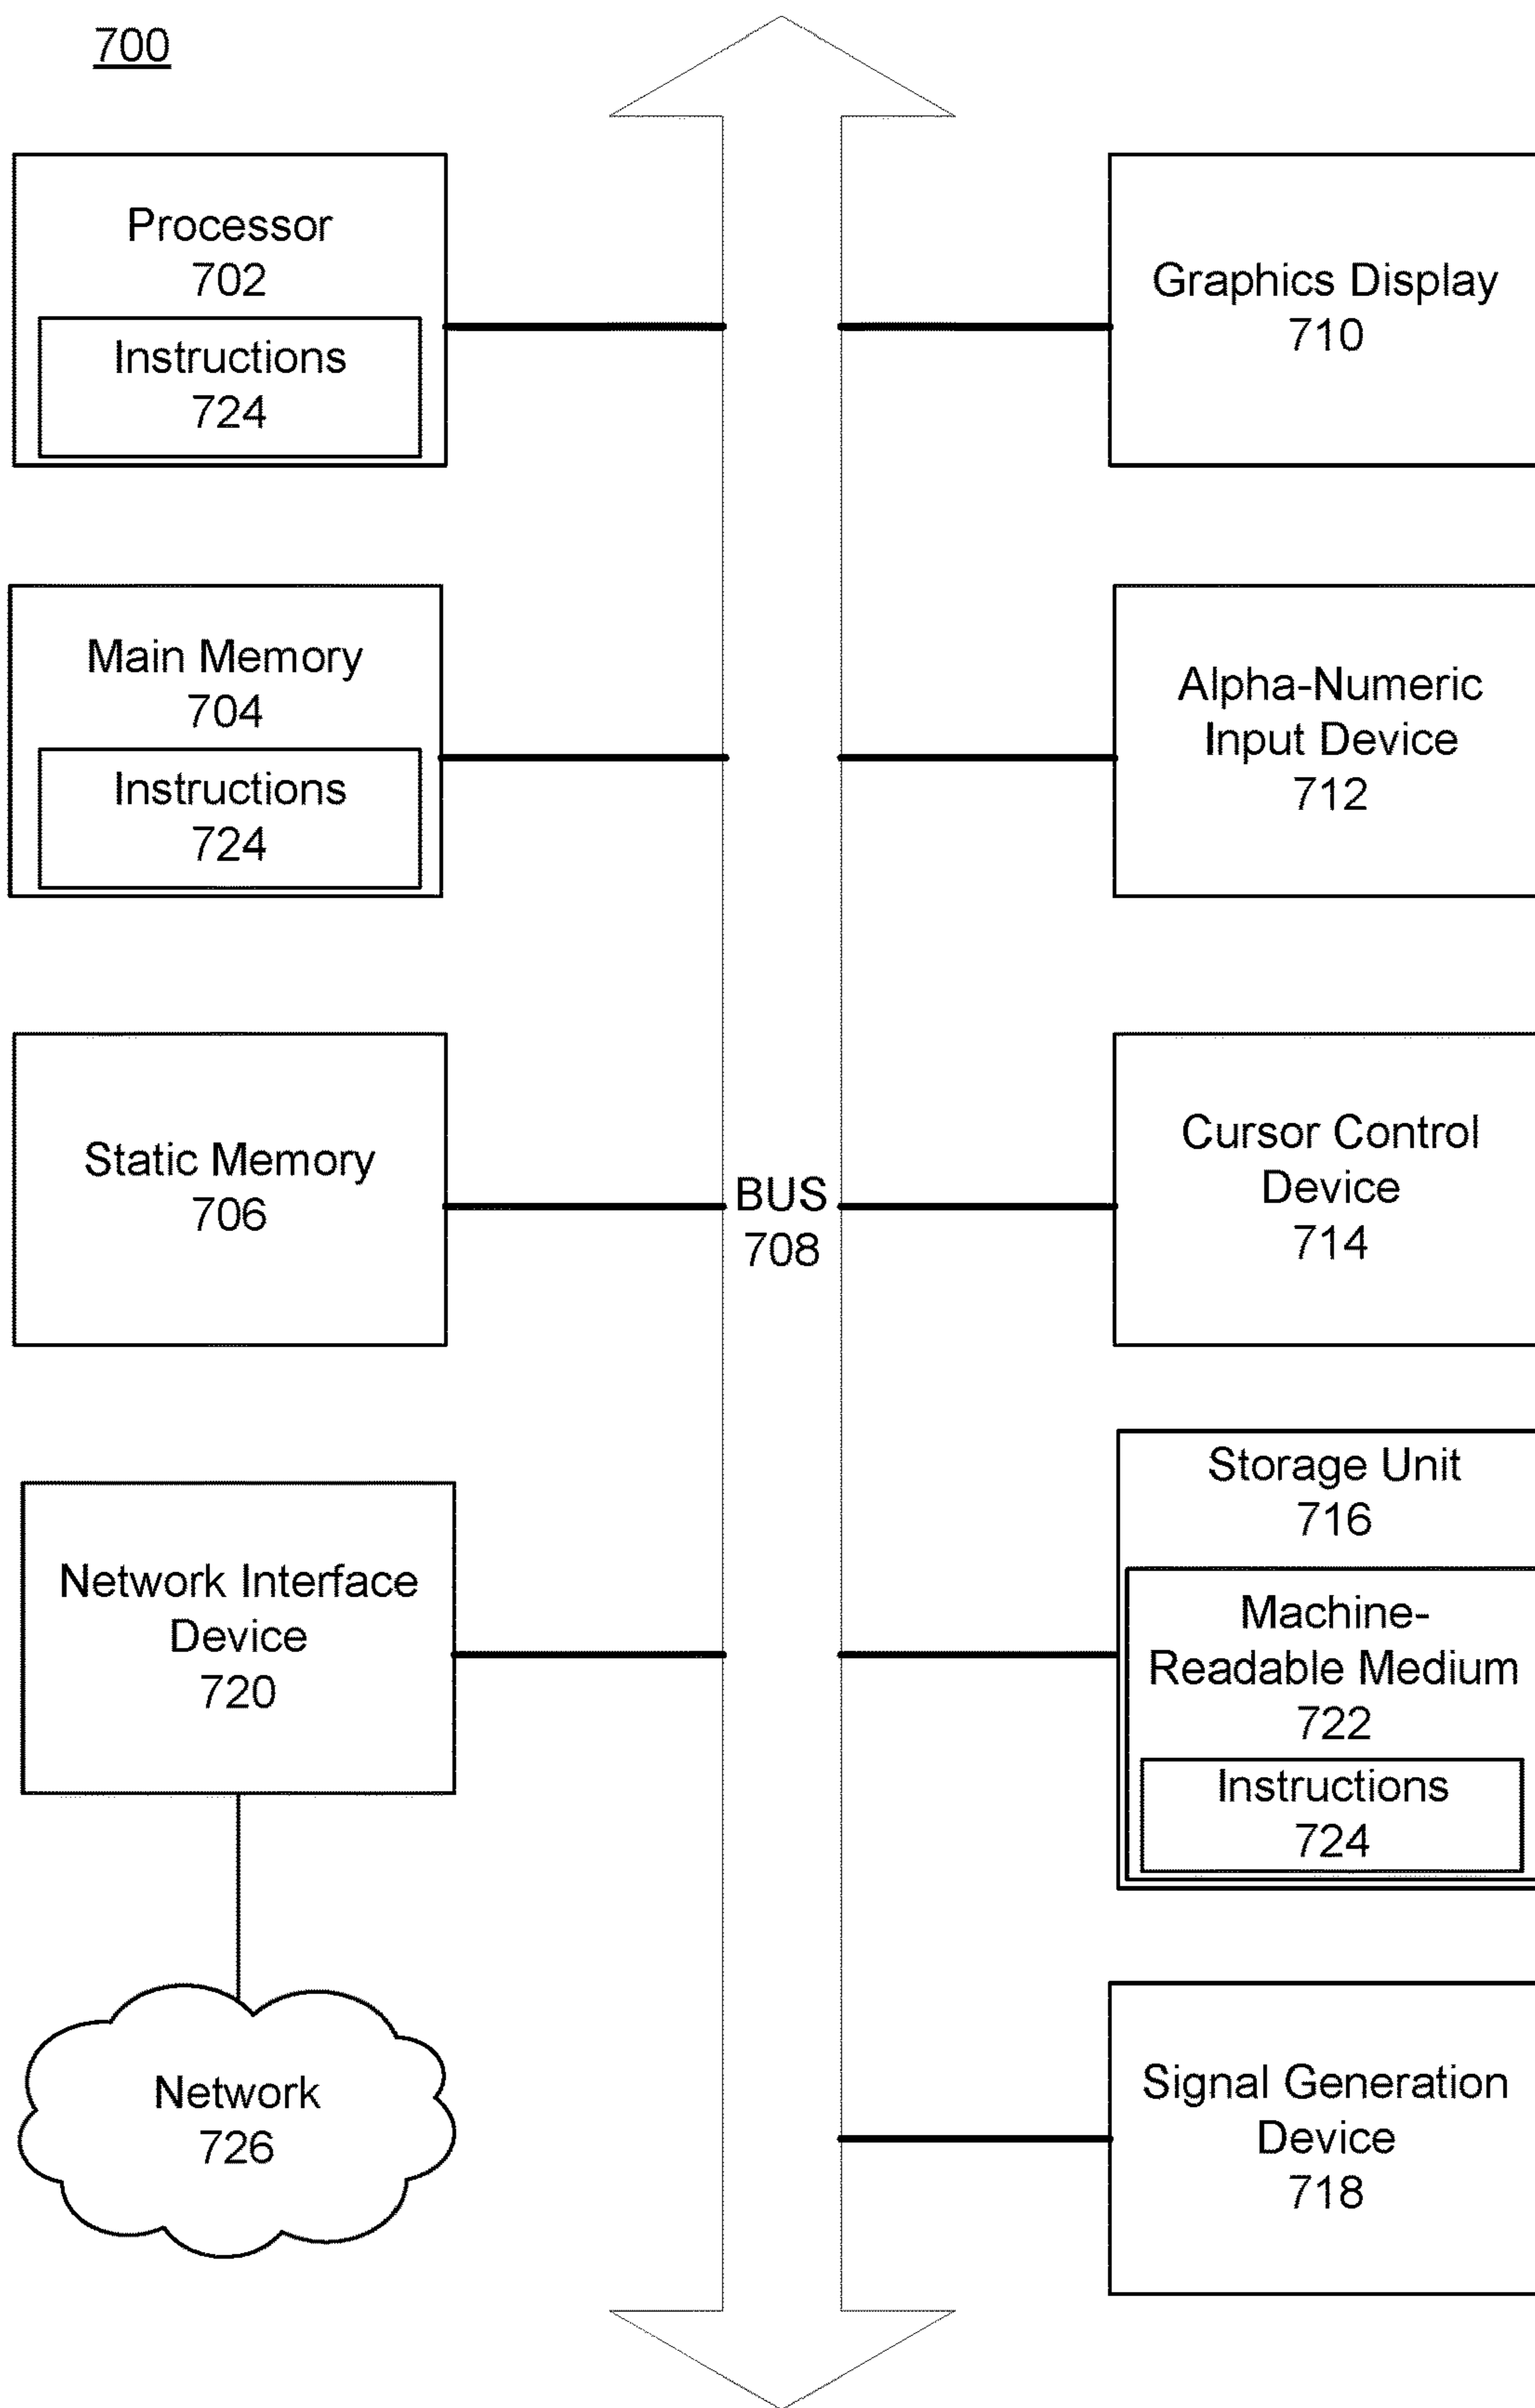 700
Processor
702
Instructions
724
Graphics Display
710
Main Memory
704
Instructions
724
Alpha-Numeric
Input Device
712
Static Memory
706
BUS
708
Cursor Control
Device
714
Network Interface
Device
720
Storage Unit
716
Machine-
Readable Medium
722
Instructions
724
Network
726
Signal Generation
Device
718